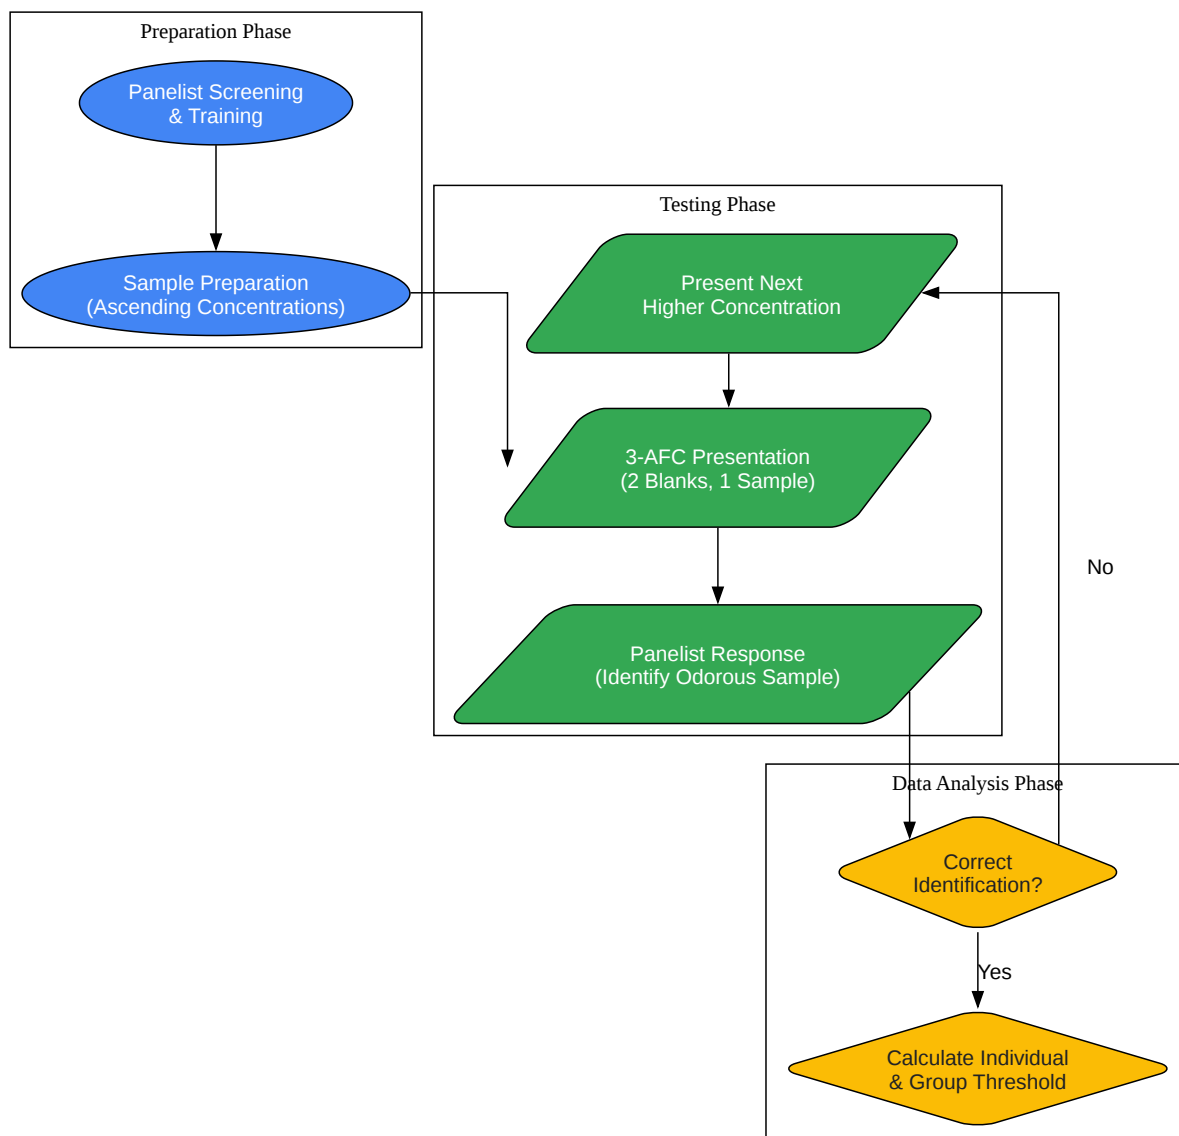 Preparation Phase
Panelist Screening
& Training
Sample Preparation
(Ascending Concentrations)
Testing Phase
Present Next
Higher Concentration
3-AFC Presentation
(2 Blanks, 1 Sample)
No
Panelist Response
(Identify Odorous Sample)
Data Analysis Phase
Correct
Identification?
Yes
Calculate Individual
& Group Threshold